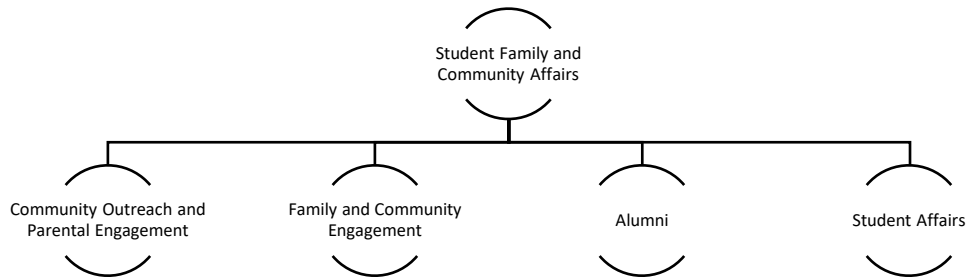 Student Family and
Community Affairs
Community Outreach and
Parental Engagement
Family and Community
Engagement
Alumni
Student Affairs